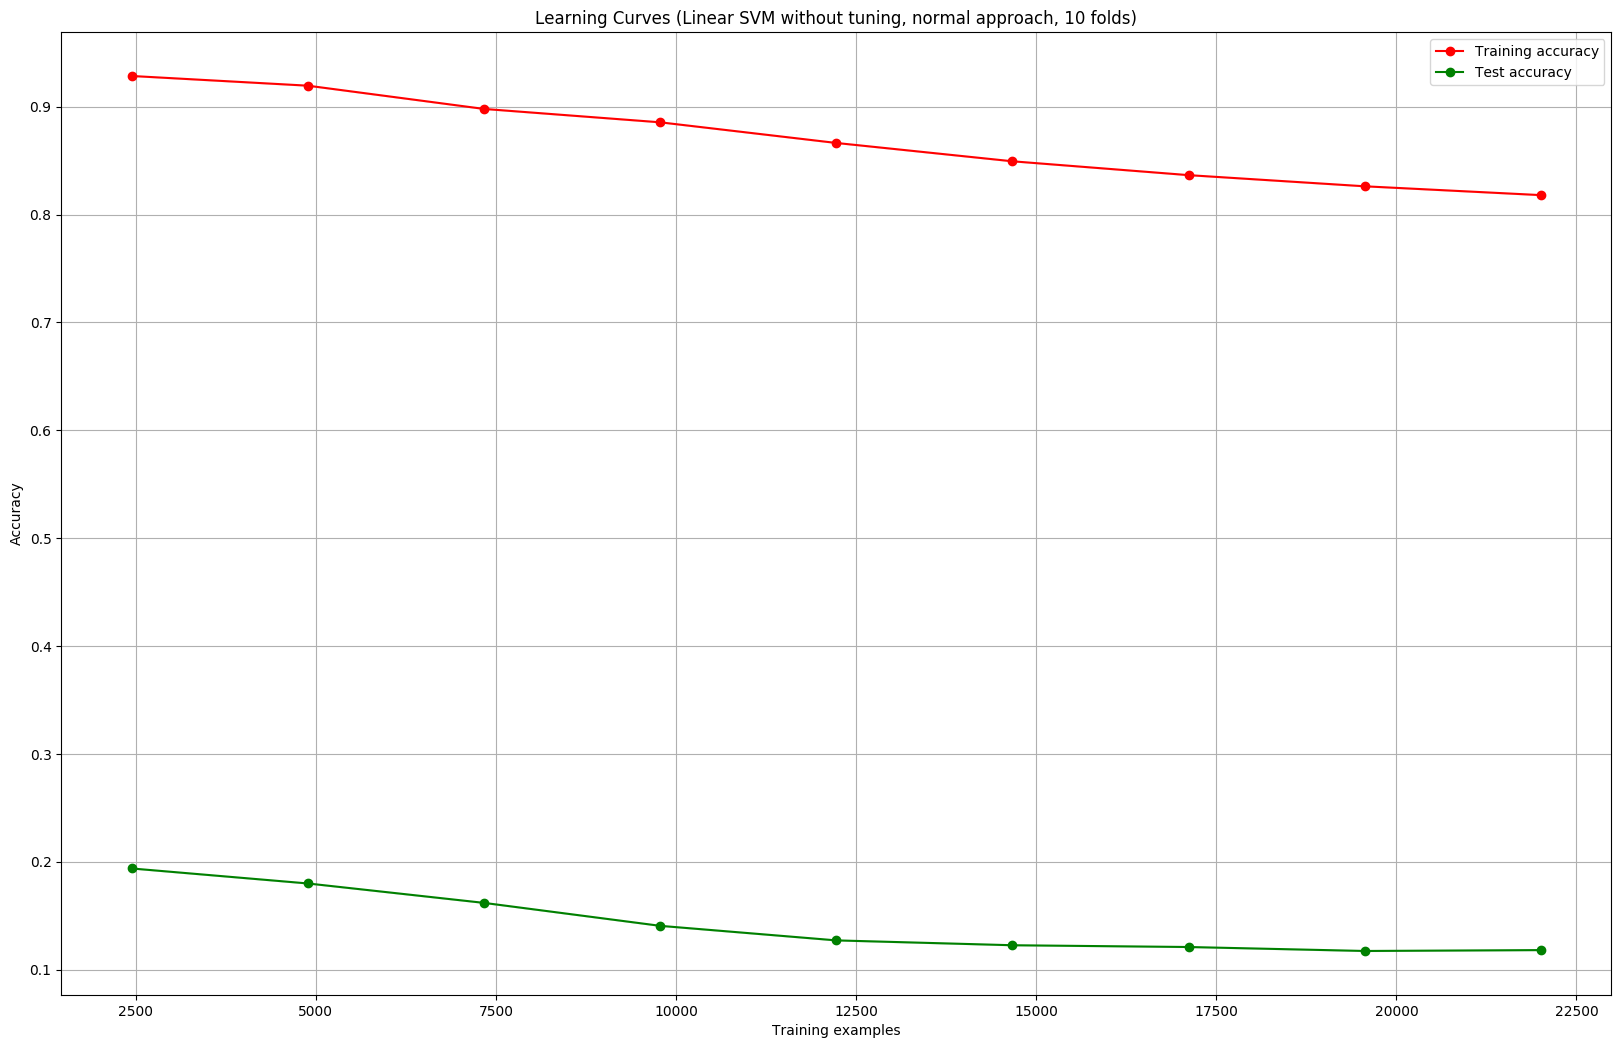 Learning Curves (Linear SVM without tuning, normal approach, 10 folds)
Training accuracy
Test accuracy
0.9
0.8
0.7
0.6
0.5
0.4
0.3
0.2
0.1
Accuracy
2500 5000 7500 10000 12500 15000 17500 20000 22500
Training examples